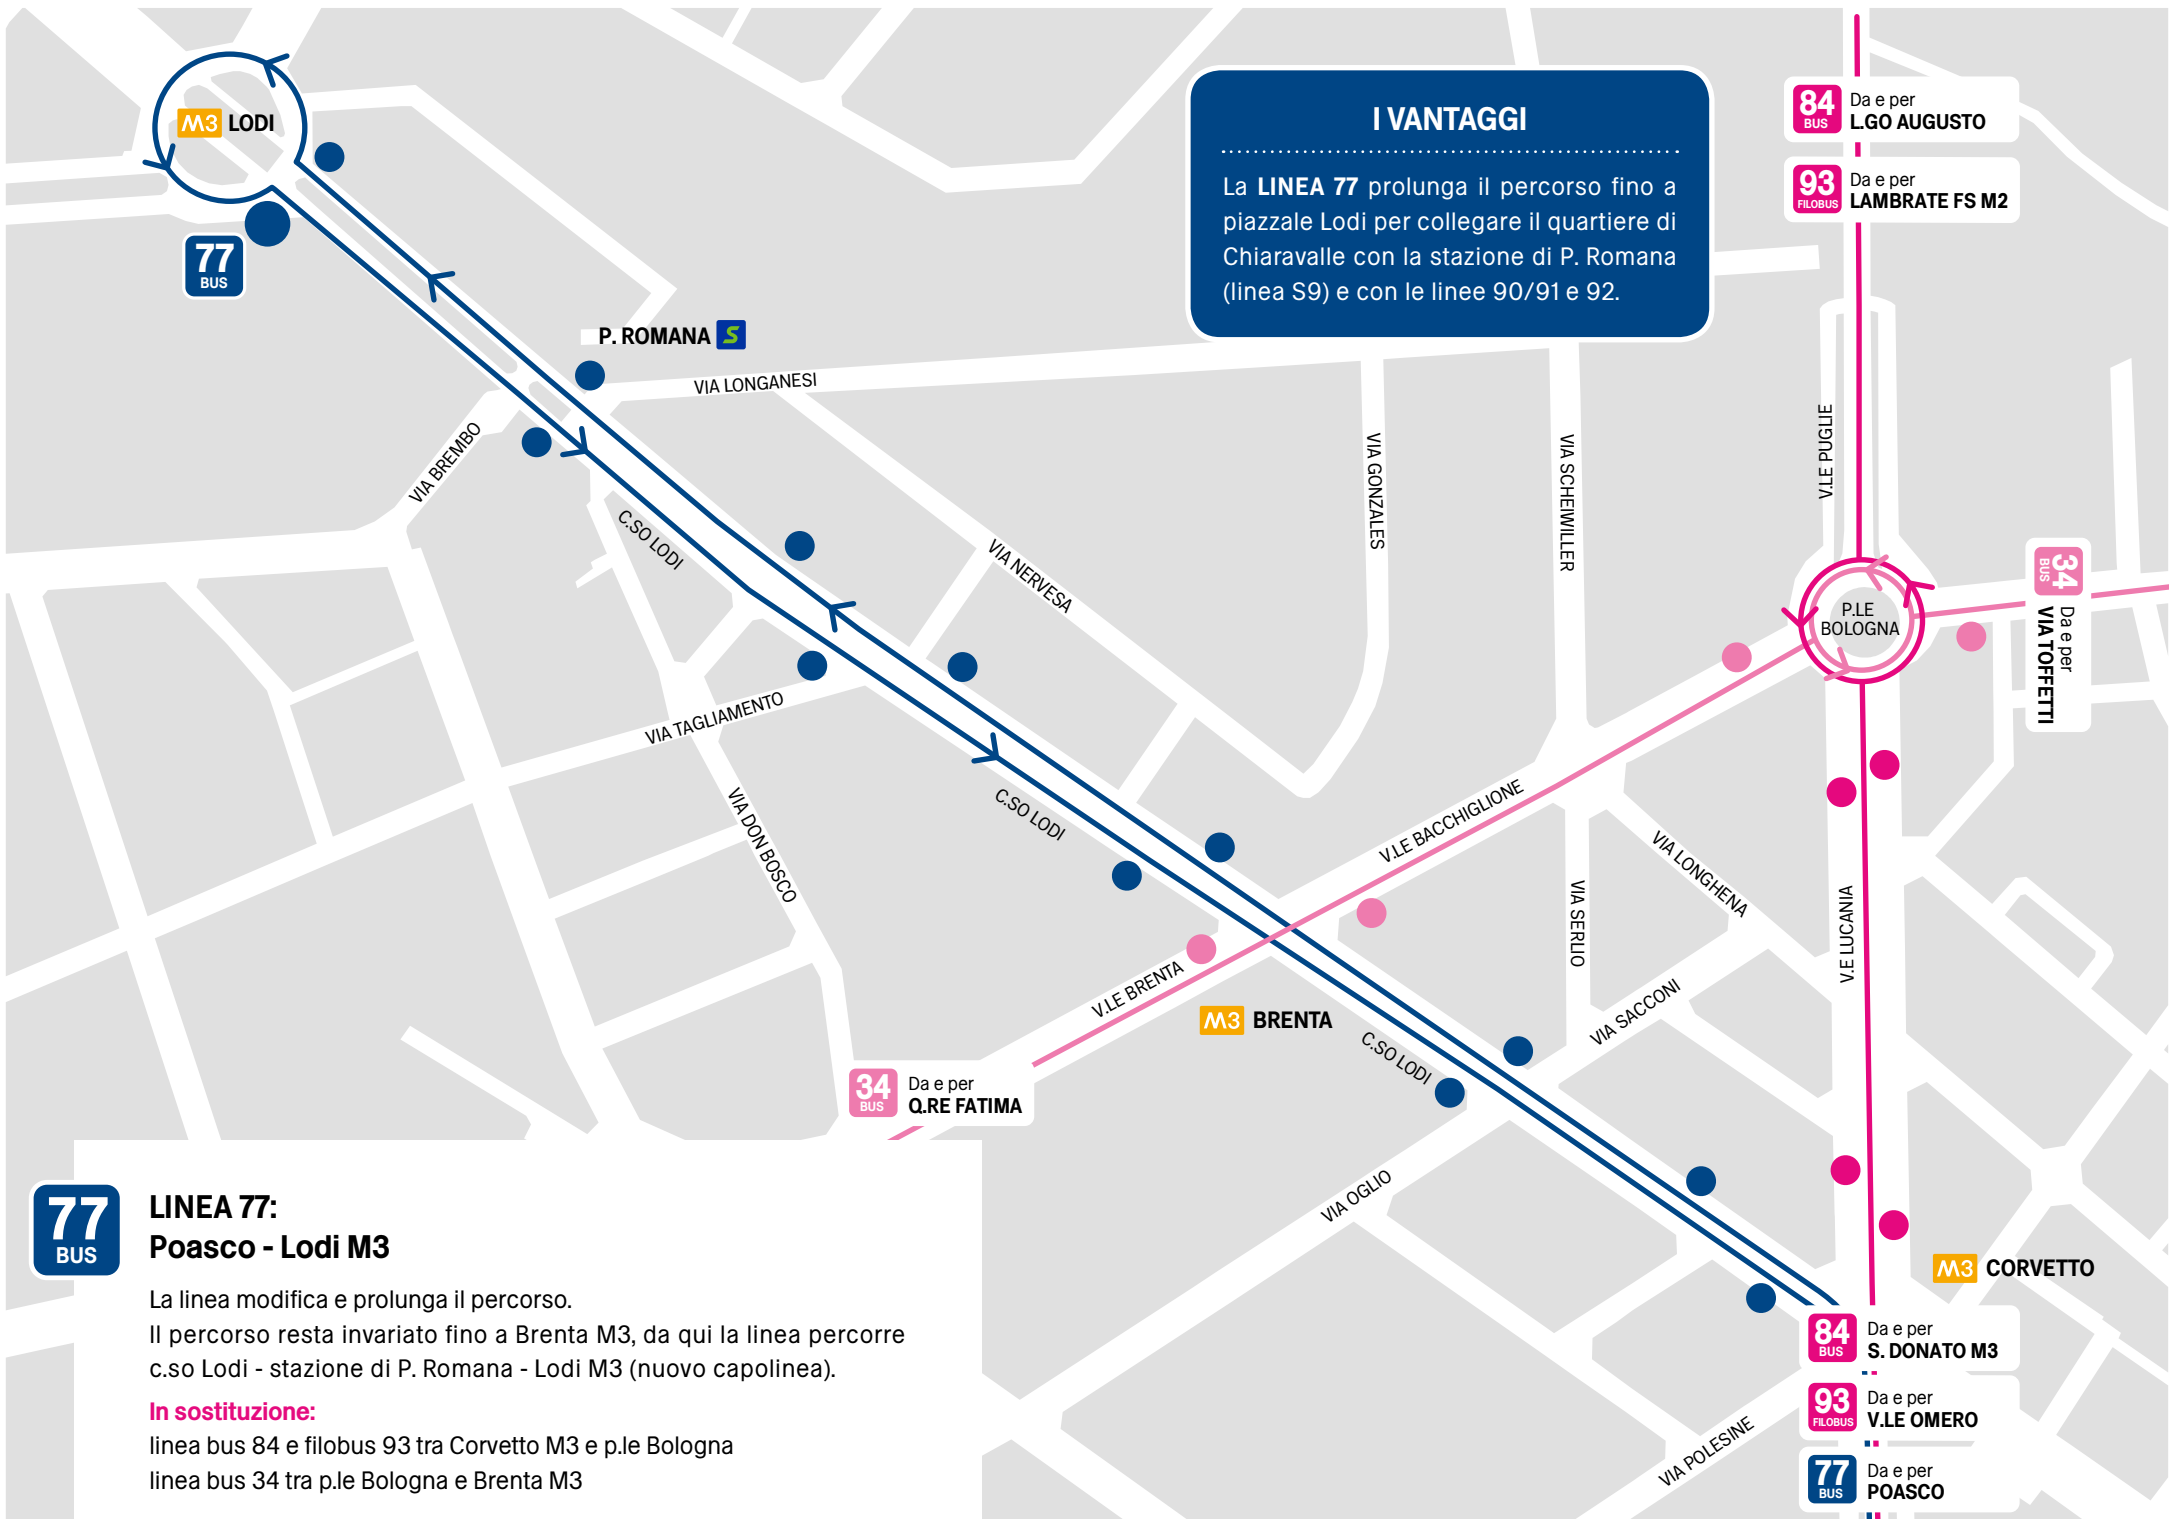 M3 LODI
77
BUS
P. ROMANA S
I VANTAGGI
La LINEA 77 prolunga il percorso fino a
piazzale Lodi per collegare il quartiere di
Chiaravalle con la stazione di P. Romana
(linea S9) e con le linee 90/91 e 92.
84
BUS
Da e per
L.GO AUGUSTO
93
FILOBUS
Da e per
LAMBRATE FS M2
VIA LONGANESI
VIA BREMBO
C.SO LODI
VIA NERVESA
VIA GONZALES
VIA SCHEIWILLER
V.LE PUGLIE
P.LE
BOLOGNA
34
BUS
Da e per
VIA TOFFETTI
VIA TAGLIAMENTO
VIA DON BOSCO
C.SO LODI
V.LE BACCHIGLIONE
VIA LONGHENA
VIA SERLIO
V.E LUCANIA
V.LE BRENTA
M3 BRENTA
C.SO LODI
VIA SACCONI
34
BUS
Da e per
Q.RE FATIMA
VIA OGLIO
M3 CORVETTO
84
BUS
Da e per
S. DONATO M3
93
FILOBUS
Da e per
V.LE OMERO
VIA POLESINE
77
BUS
Da e per
POASCO
77
BUS
LINEA 77:
Poasco - Lodi M3
La linea modifica e prolunga il percorso.
Il percorso resta invariato fino a Brenta M3, da qui la linea percorre
c.so Lodi - stazione di P. Romana - Lodi M3 (nuovo capolinea).
In sostituzione:
linea bus 84 e filobus 93 tra Corvetto M3 e p.le Bologna
linea bus 34 tra p.le Bologna e Brenta M3